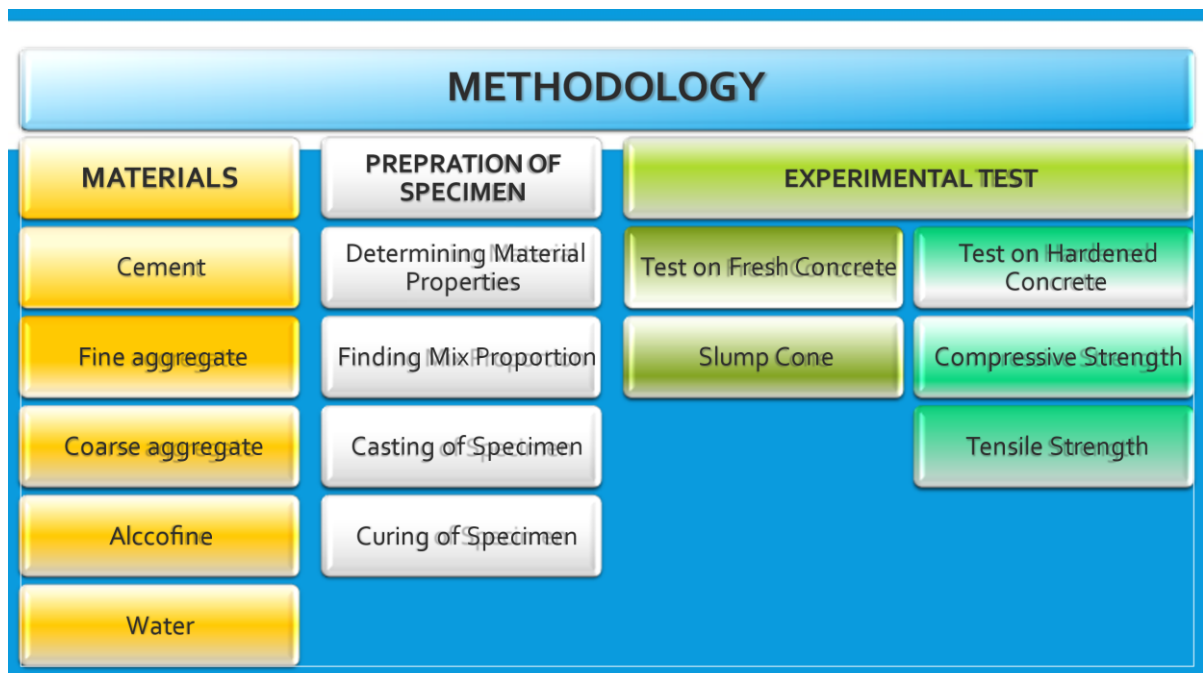 METHODOLOGY
MATERIALS
Cement
Fine aggregate
Coarse aggregate
Alccofine
Water
PREPRATION OF
SPECIMEN
Determining Material
Properties
Finding Mix Proportion
Casting of Specimen
Curing of Specimen
EXPERIMENTAL TEST
Test on Fresh Concrete
Slump Cone
Test on Hardened
Concrete
Compressive Strength
Tensile Strength